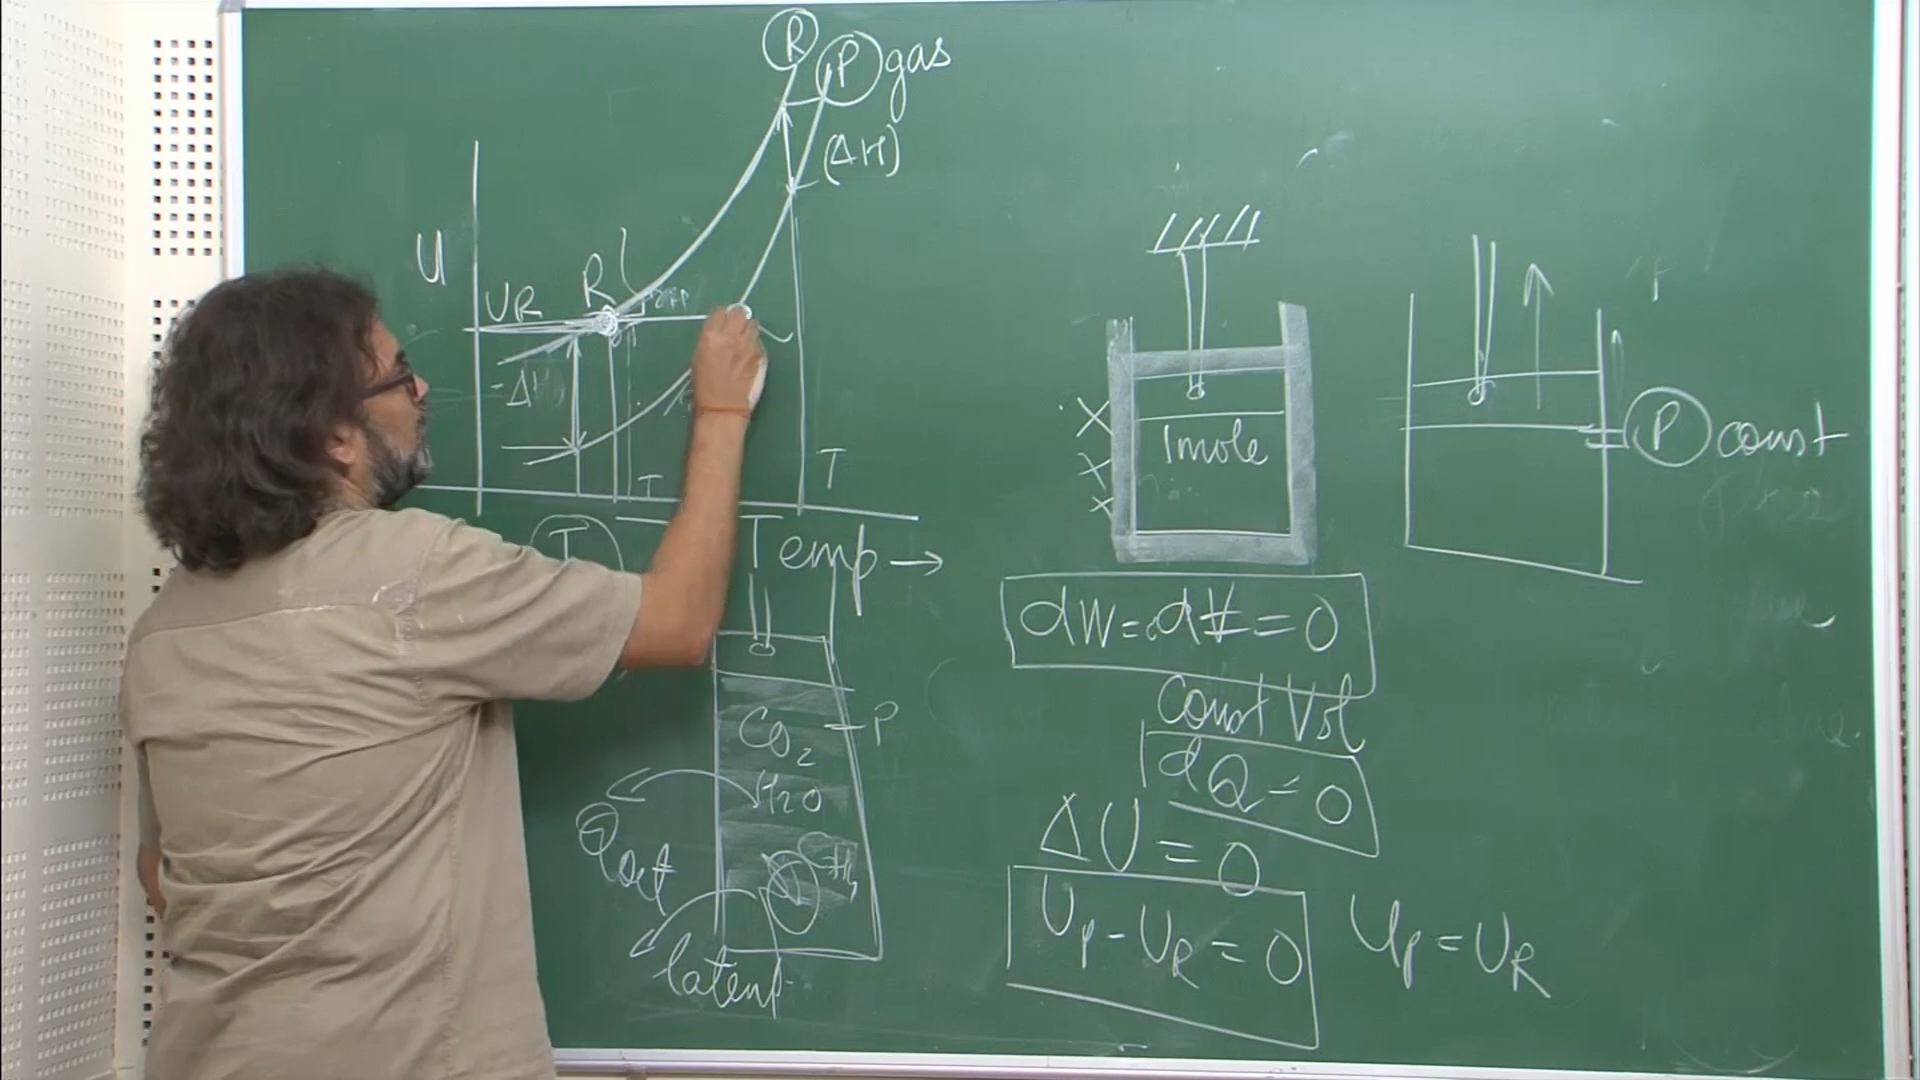 R
P gas
(ΔH)
U
UR
R
-ΔH
T
T
T
Temp →
CO2
P
H2O
Qout
latent
1mole
P const
dW = dV = 0
Const Vol
dQ = 0
ΔU = 0
UP - UR = 0
UP = UR